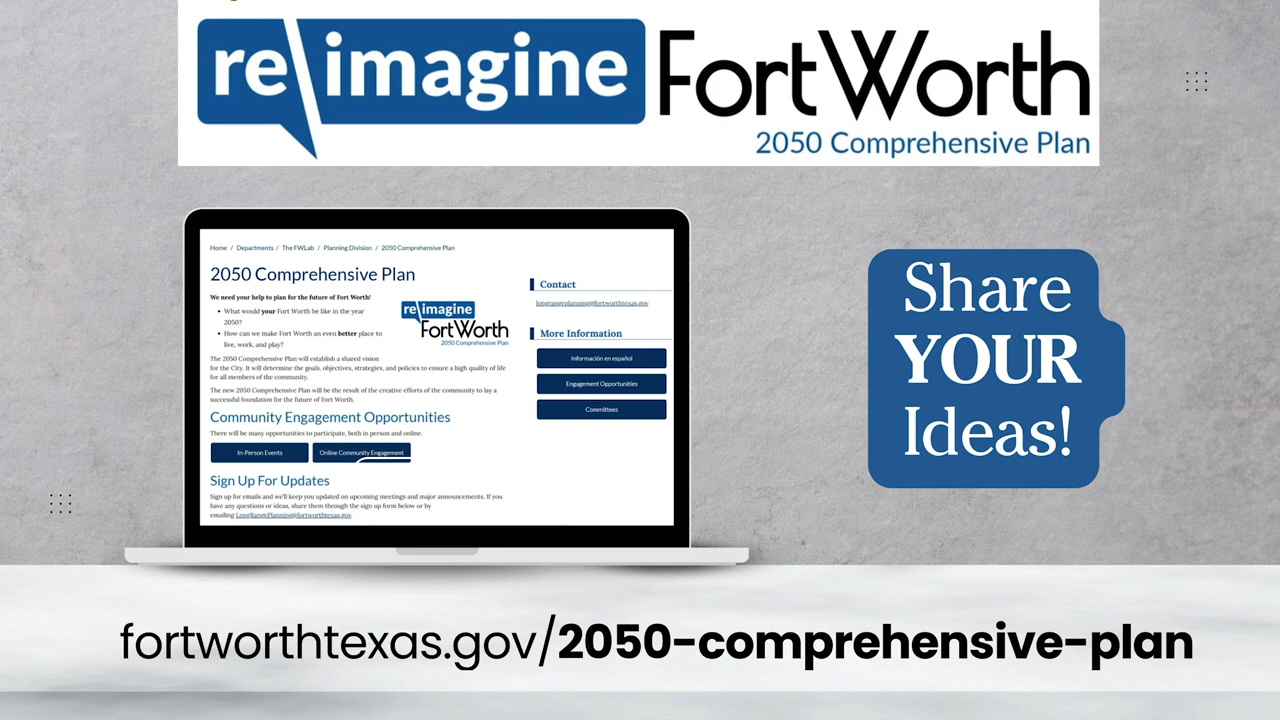 re\imagine Fort Worth
2050 Comprehensive Plan
Home / Departments / The FWLab / Planning Division / 2050 Comprehensive Plan
2050 Comprehensive Plan
We need your help to plan for the future of Fort Worth!
• What would your Fort Worth be like in the year
2050?
• How can we make Fort Worth an even better place to
live, work, and play?
re\imagine
Fort Worth
2050 Comprehensive Plan
The 2050 Comprehensive Plan will establish a shared vision
for the City. It will determine the goals, objectives, strategies, and policies to ensure a high quality of life
for all members of the community.
The new 2050 Comprehensive Plan will be the result of the creative efforts of the community to lay a
successful foundation for the future of Fort Worth.
Community Engagement Opportunities
There will be many opportunities to participate, both in person and online.
In-Person Events
Online Community Engagement
Sign Up For Updates
Sign up for emails and we'll keep you updated on upcoming meetings and major announcements. If you
have any questions or ideas, share them through the sign up form below or by
emailing LongRangePlanning@fortworthtexas.gov.
Contact
longrangeplanning@fortworthtexas.gov
More Information
Información en español
Engagement Opportunities
Committees
Share
YOUR
Ideas!
fortworthtexas.gov/2050-comprehensive-plan